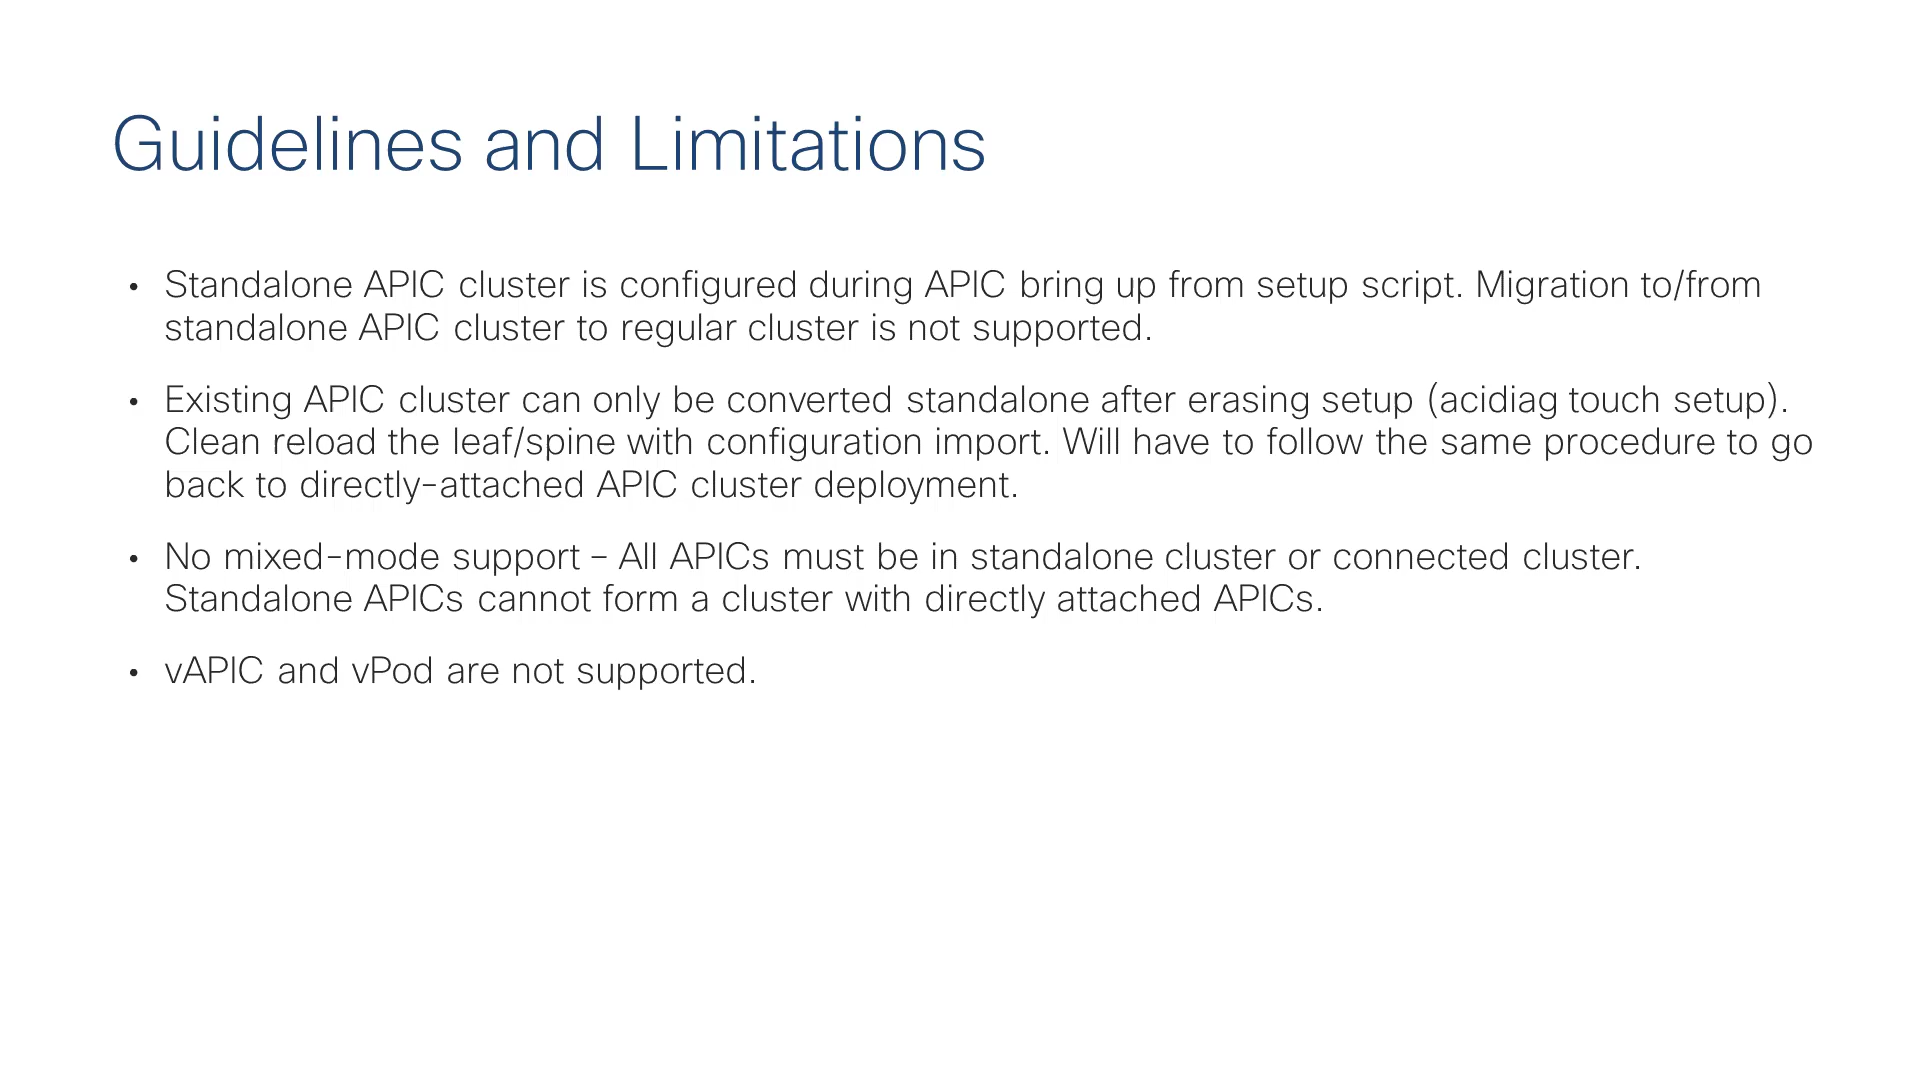 Guidelines and Limitations
• Standalone APIC cluster is configured during APIC bring up from setup script. Migration to/from
standalone APIC cluster to regular cluster is not supported.
• Existing APIC cluster can only be converted standalone after erasing setup (acidiag touch setup).
Clean reload the leaf/spine with configuration import. Will have to follow the same procedure to go
back to directly-attached APIC cluster deployment.
• No mixed-mode support – All APICs must be in standalone cluster or connected cluster.
Standalone APICs cannot form a cluster with directly attached APICs.
• vAPIC and vPod are not supported.